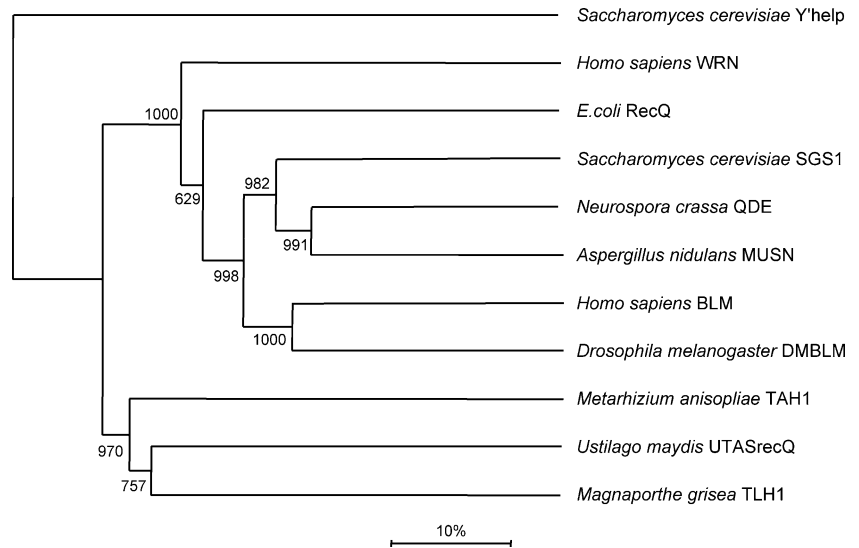 Saccharomyces cerevisiae Y'help
Homo sapiens WRN
1000
E.coli RecQ
Saccharomyces cerevisiae SGS1
982
629
Neurospora crassa QDE
991
Aspergillus nidulans MUSN
998
Homo sapiens BLM
1000
Drosophila melanogaster DMBLM
Metarhizium anisopliae TAH1
970
Ustilago maydis UTASrecQ
757
Magnaporthe grisea TLH1
10%